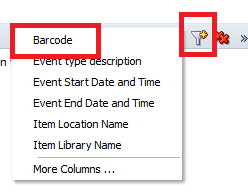 Barcode
Event type description
Event Start Date and Time
Event End Date and Time
Item Location Name
Item Library Name
More Columns ...